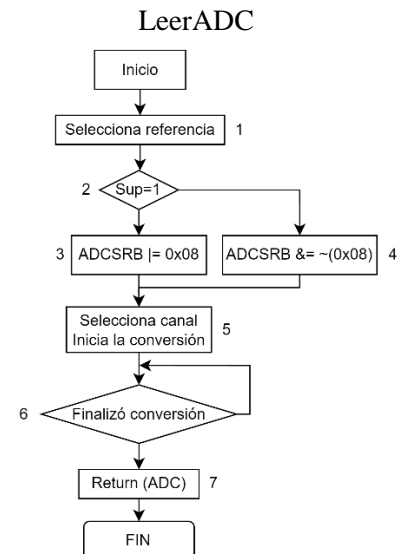 LeerADC
Inicio
Selecciona referencia 1
2 Sup=1
3 ADCSRB |= 0x08
ADCSRB &= ~(0x08) 4
Selecciona canal
Inicia la conversión 5
6 Finalizó conversión
Return (ADC) 7
FIN